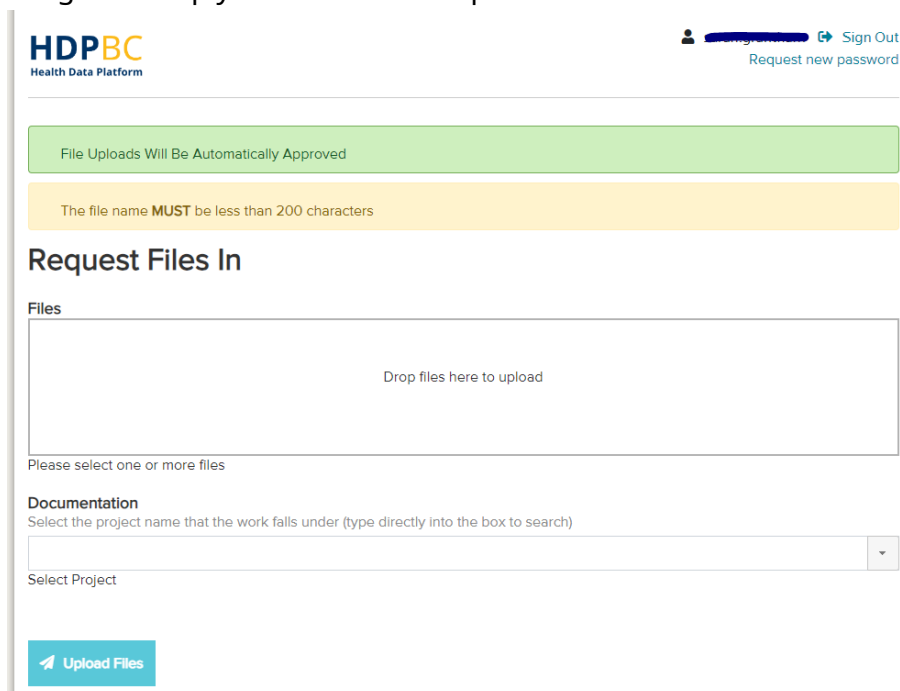 HDPBC
Health Data Platform
Sign Out
Request new password
File Uploads Will Be Automatically Approved
The file name MUST be less than 200 characters
Request Files In
Files
Drop files here to upload
Please select one or more files
Documentation
Select the project name that the work falls under (type directly into the box to search)
Select Project
Upload Files